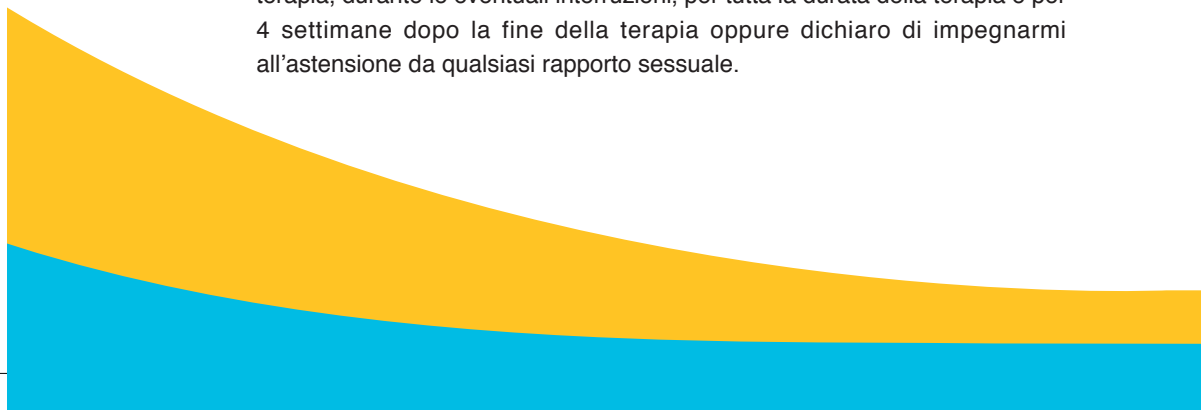 terapia, durante le eventuali interruzioni, per tutta la durata della terapia e per
4 settimane dopo la fine della terapia oppure dichiaro di impegnarmi
all'astensione da qualsiasi rapporto sessuale.